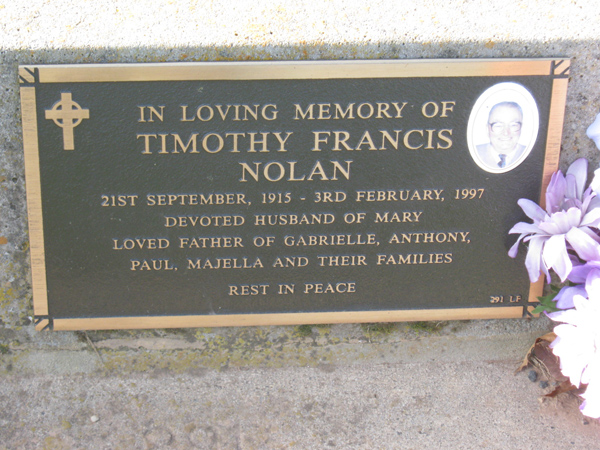 IN LOVING MEMORY OF
TIMOTHY FRANCIS
NOLAN
21ST SEPTEMBER, 1915 - 3RD FEBRUARY, 1997
DEVOTED HUSBAND OF MARY
LOVED FATHER OF GABRIELLE, ANTHONY,
PAUL, MAJELLA AND THEIR FAMILIES
REST IN PEACE
291 LF